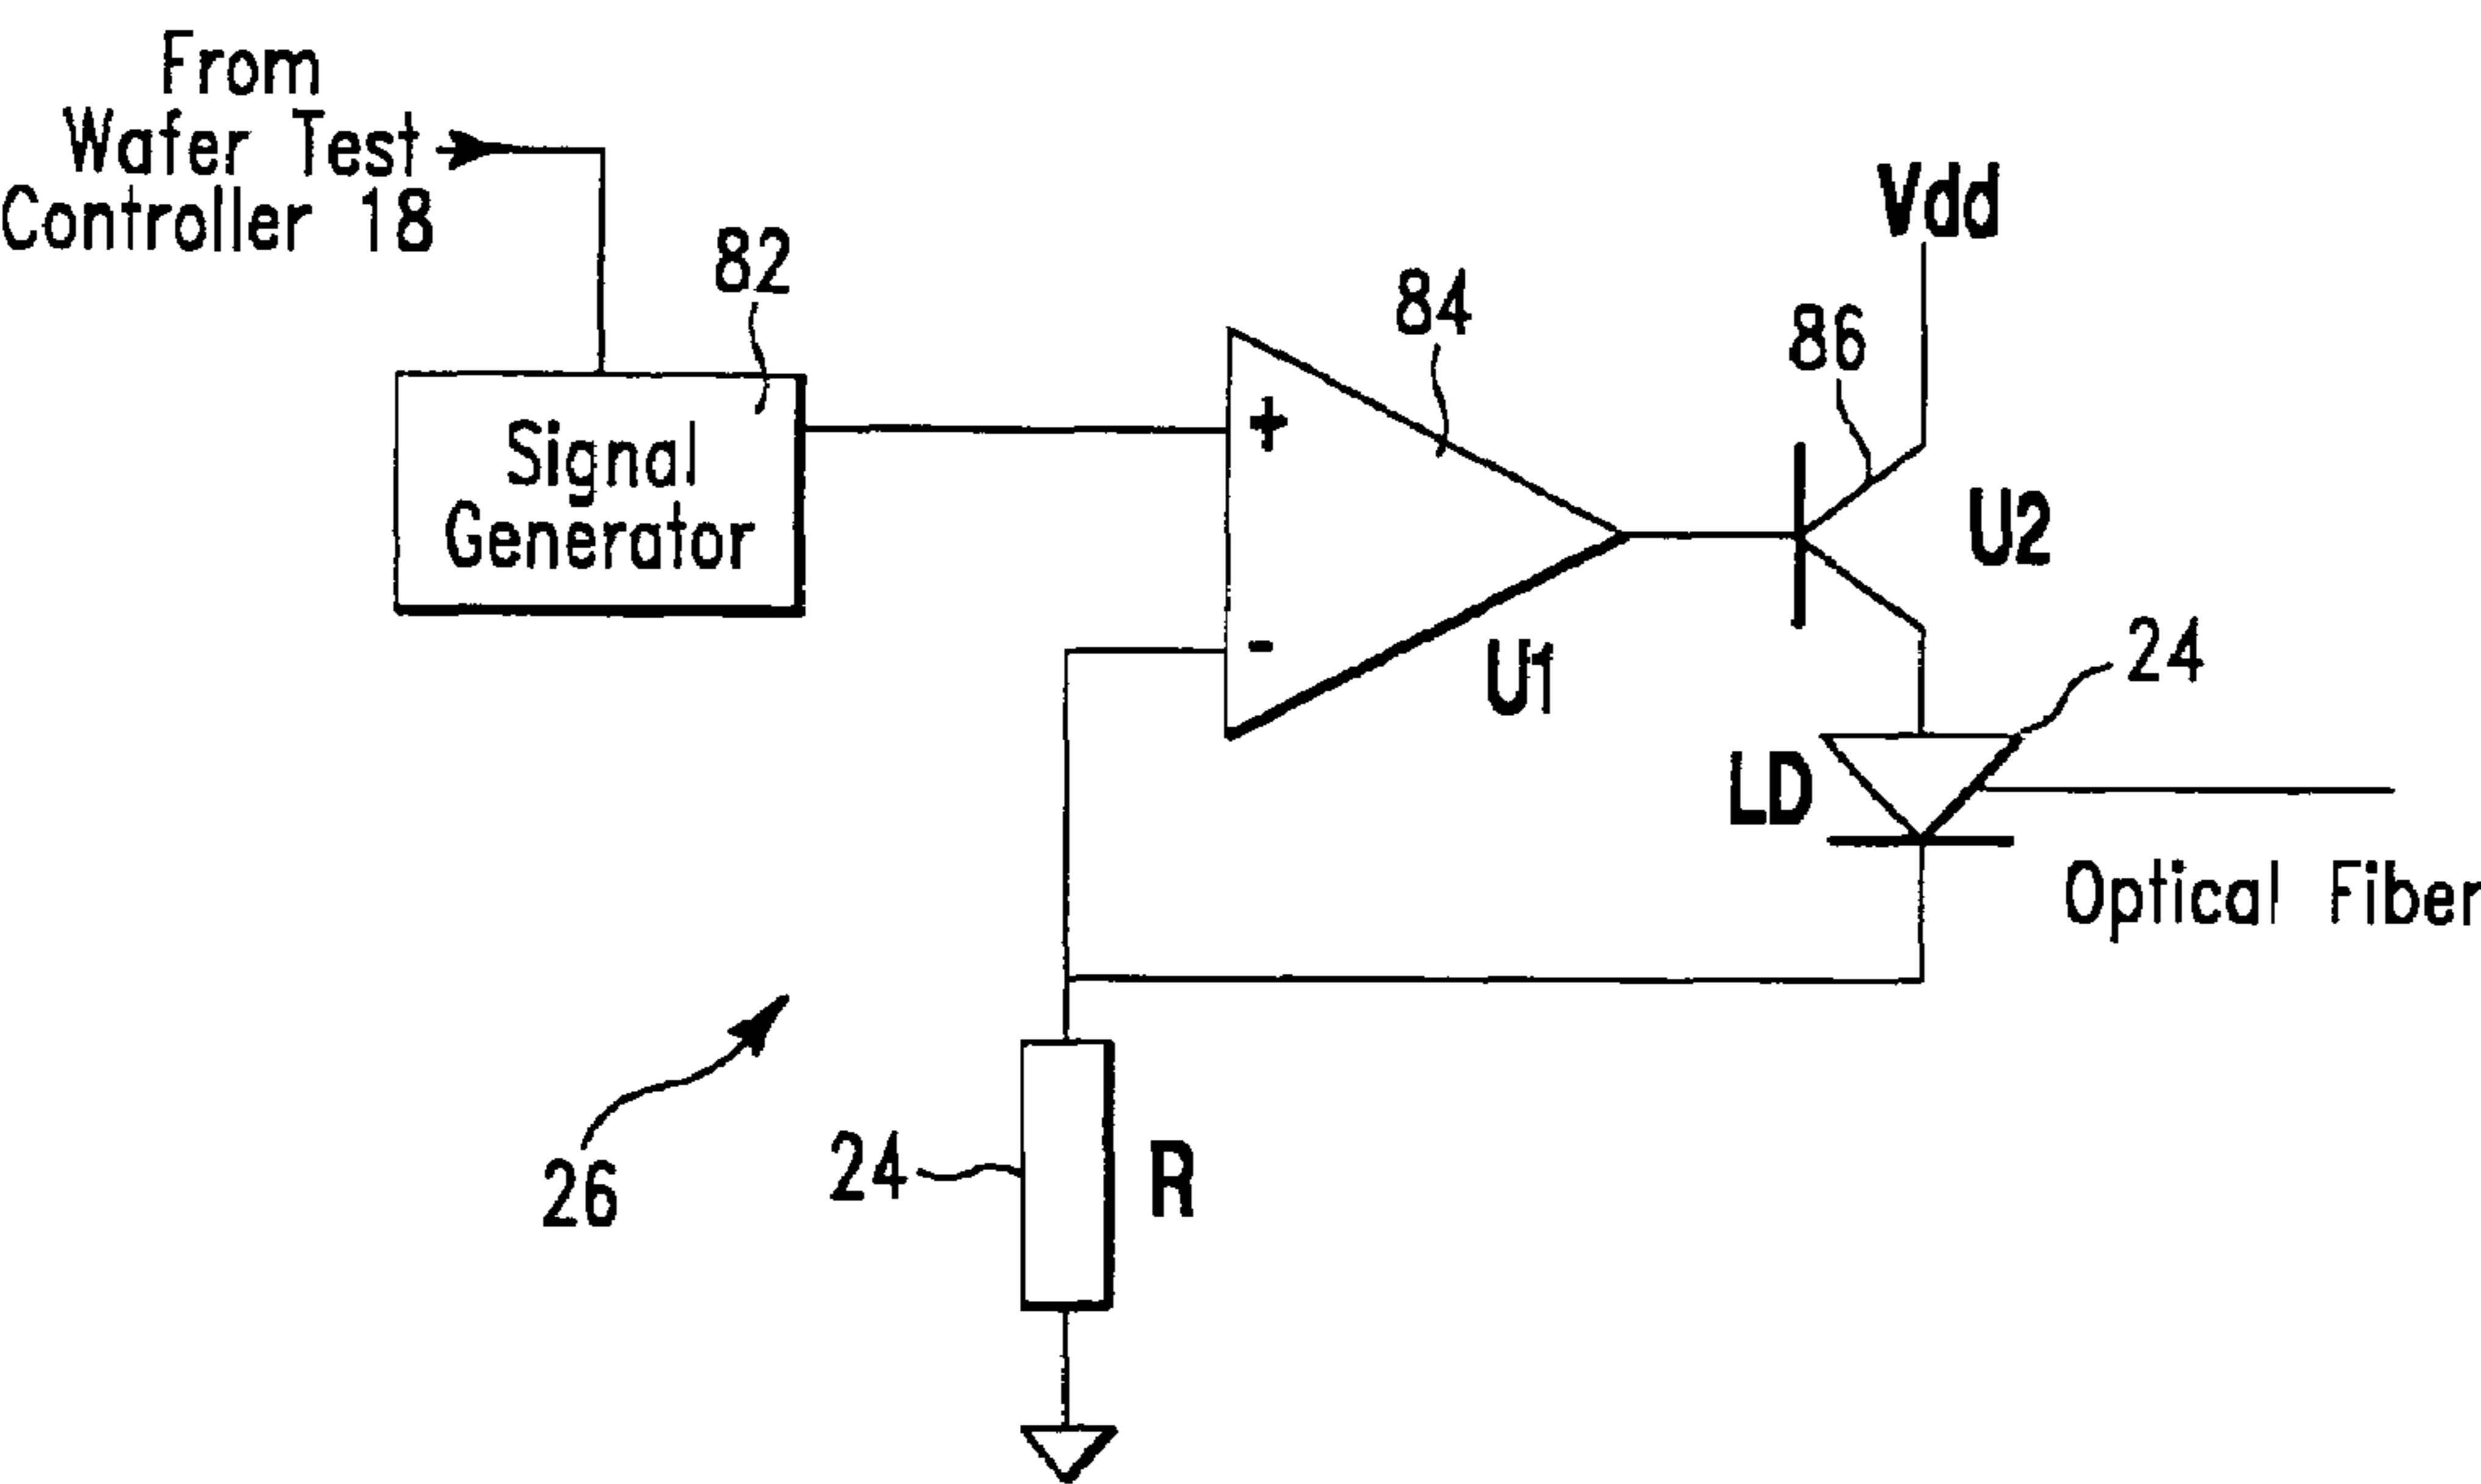 From
Wafer Test
Controller 18
82
Signal
Generator
+
-
84
U1
Vdd
86
U2
24
LD
Optical Fiber
26
24
R